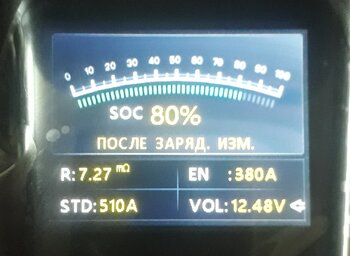 0 10 20 30 40 50 60 70 80 90 100
SOC 80%
ПОСЛЕ ЗАРЯД. ИЗМ.
R:7.27 mΩ EN :380A
STD:510A VOL:12.48V